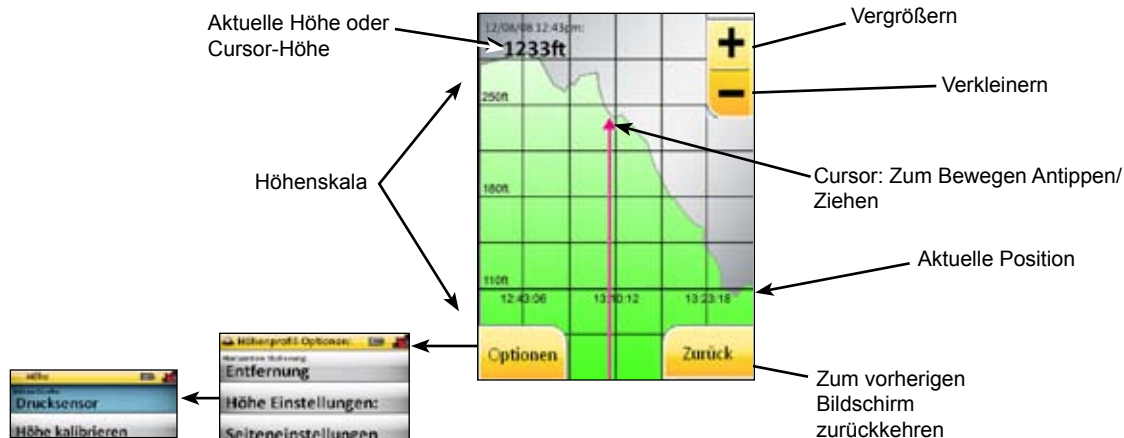 Aktuelle Höhe oder
Cursor-Höhe
12/08/08 12:43pm:
1233ft
+
−
Vergrößern
Verkleinern
250ft
Höhenskala
Cursor: Zum Bewegen Antippen/
Ziehen
180ft
Aktuelle Position
110ft
12:43:06 13:10:12 13:23:18
Optionen
Zurück
Zum vorherigen
Bildschirm
zurückkehren
Höhenprofil Optionen:
Entfernung
Höhe Einstellungen:
Seiteneinstellungen
Höhe
Drucksensor
Höhe kalibrieren